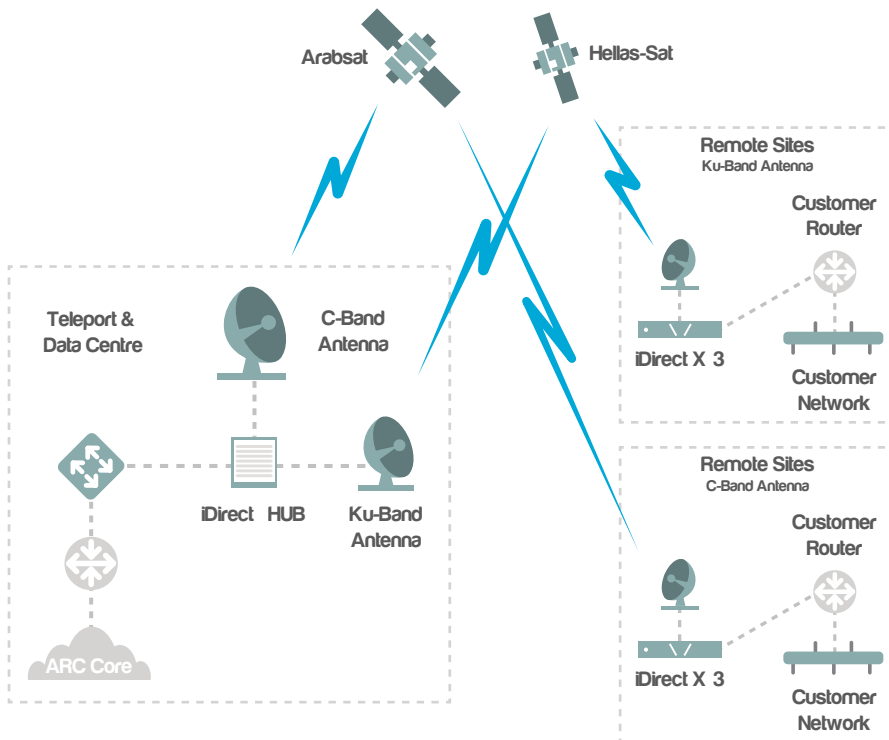 Arabsat
Hellas-Sat
Remote Sites
Ku-Band Antenna
Customer
Router
iDirect X 3
Customer
Network
Teleport &
Data Centre
C-Band
Antenna
iDirect HUB
Ku-Band
Antenna
ARC Core
Remote Sites
C-Band Antenna
Customer
Router
iDirect X 3
Customer
Network